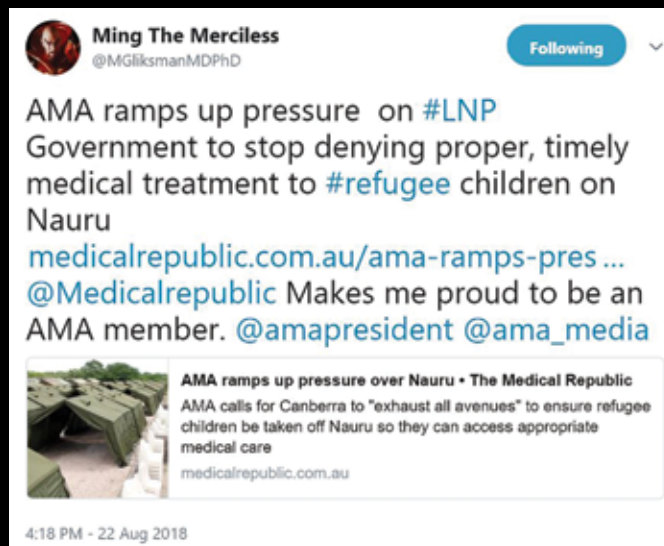 Ming The Merciless
@MGliksmanMDPhD
Following
AMA ramps up pressure on #LNP
Government to stop denying proper, timely
medical treatment to #refugee children on
Nauru
medicalrepublic.com.au/ama-ramps-pres ...
@Medicalrepublic Makes me proud to be an
AMA member. @amapresident @ama_media
AMA ramps up pressure over Nauru • The Medical Republic
AMA calls for Canberra to "exhaust all avenues" to ensure refugee
children be taken off Nauru so they can access appropriate
medical care
medicalrepublic.com.au
4:18 PM - 22 Aug 2018